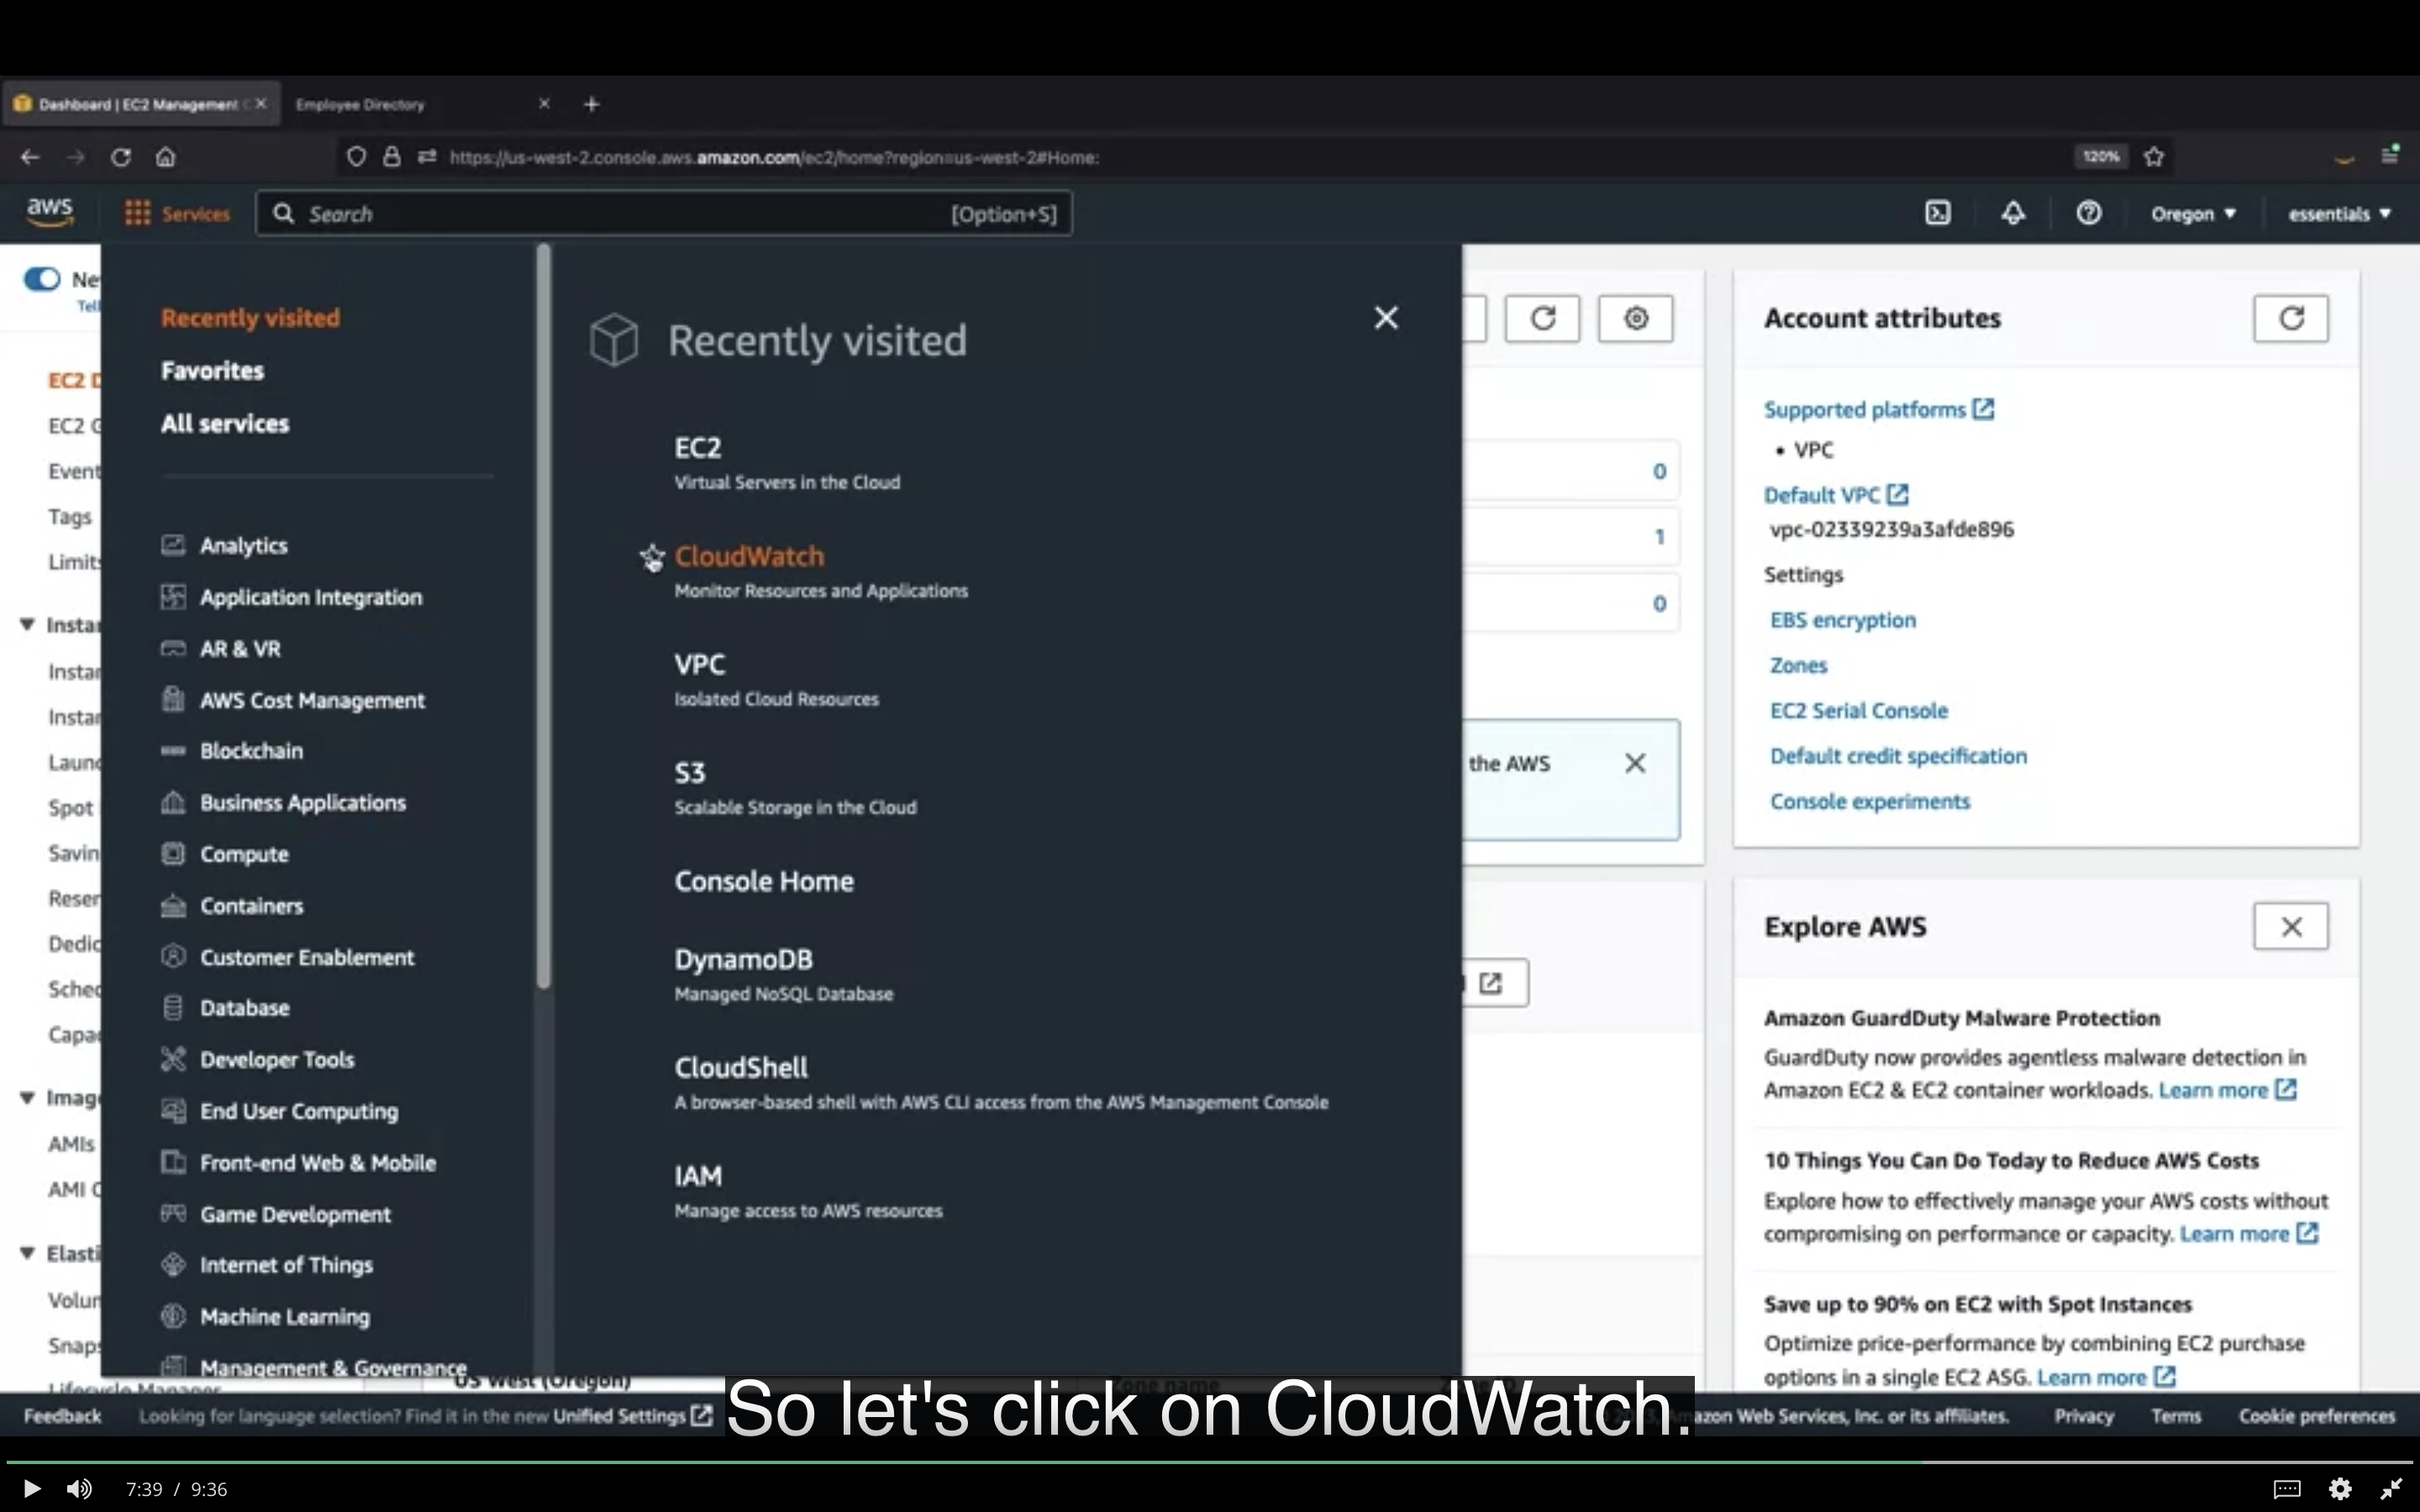 Dashboard | EC2 Management
Employee Directory
https://us-west-2.console.aws.amazon.com/ec2/home?region=us-west-2#Home:
120%
aws
Services
Search
[Option+S]
Oregon
essentials
Ne
Tell
EC2 D
EC2 G
Event
Tags
Limits
Instar
Instar
Instar
Launc
Spot
Savin
Reser
Dedic
Sched
Capac
Imag
AMIs
AMI C
Elasti
Volur
Snaps
Lifecycle Manager
Recently visited
Favorites
All services
Analytics
Application Integration
AR & VR
AWS Cost Management
Blockchain
Business Applications
Compute
Containers
Customer Enablement
Database
Developer Tools
End User Computing
Front-end Web & Mobile
Game Development
Internet of Things
Machine Learning
Management & Governance
Recently visited
EC2
Virtual Servers in the Cloud
CloudWatch
Monitor Resources and Applications
VPC
Isolated Cloud Resources
S3
Scalable Storage in the Cloud
Console Home
DynamoDB
Managed NoSQL Database
CloudShell
A browser-based shell with AWS CLI access from the AWS Management Console
IAM
Manage access to AWS resources
0
1
0
the AWS
US West (Oregon)
Zone name
Account attributes
Supported platforms
• VPC
Default VPC
vpc-02339239a3afde896
Settings
EBS encryption
Zones
EC2 Serial Console
Default credit specification
Console experiments
Explore AWS
Amazon GuardDuty Malware Protection
GuardDuty now provides agentless malware detection in
Amazon EC2 & EC2 container workloads. Learn more
10 Things You Can Do Today to Reduce AWS Costs
Explore how to effectively manage your AWS costs without
compromising on performance or capacity. Learn more
Save up to 90% on EC2 with Spot Instances
Optimize price-performance by combining EC2 purchase
options in a single EC2 ASG. Learn more
Feedback
Looking for language selection? Find it in the new Unified Settings
So let's click on CloudWatch.
azon Web Services, Inc. or its affiliates.
Privacy
Terms
Cookie preferences
7:39 / 9:36